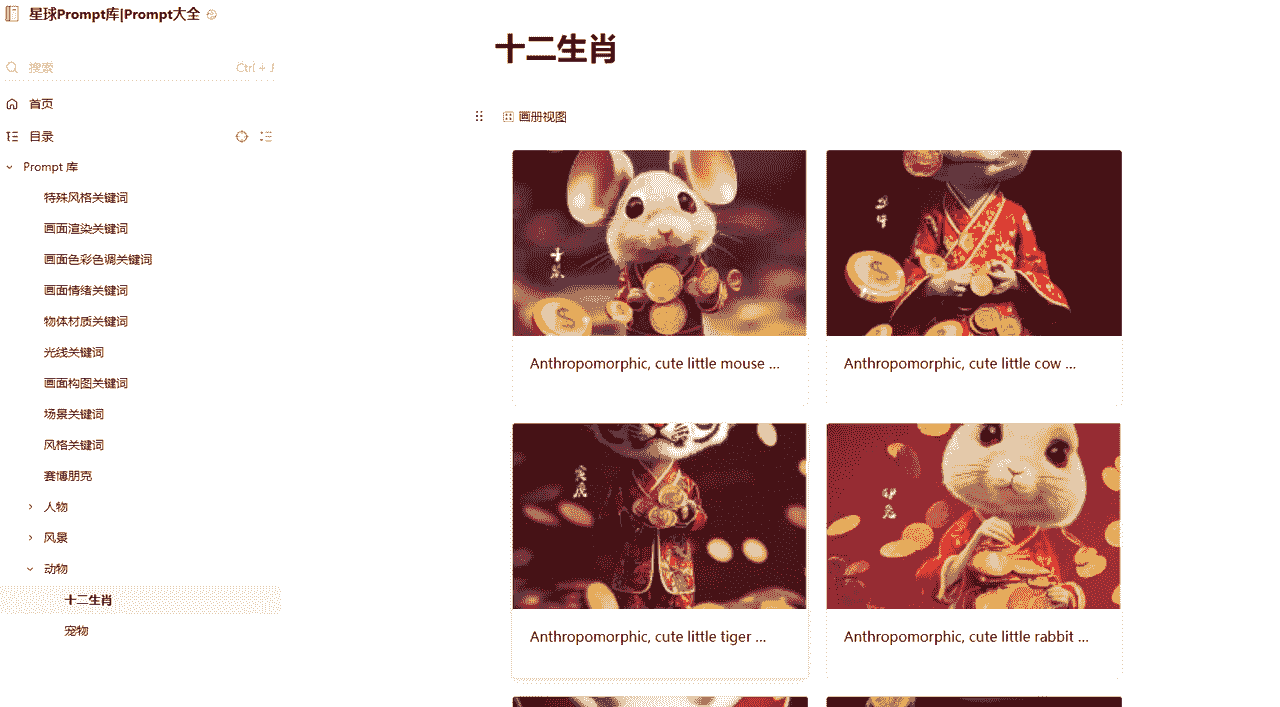 星球Prompt库|Prompt大全
搜索
Ctrl + J
首页
目录
Prompt 库
特殊风格关键词
画面渲染关键词
画面色彩色调关键词
画面情绪关键词
物体材质关键词
光线关键词
画面构图关键词
场景关键词
风格关键词
赛博朋克
人物
风景
动物
十二生肖
宠物
十二生肖
画册视图
子鼠
Anthropomorphic, cute little mouse ...
Anthropomorphic, cute little cow ...
寅虎
Anthropomorphic, cute little tiger ...
卯兔
Anthropomorphic, cute little rabbit ...